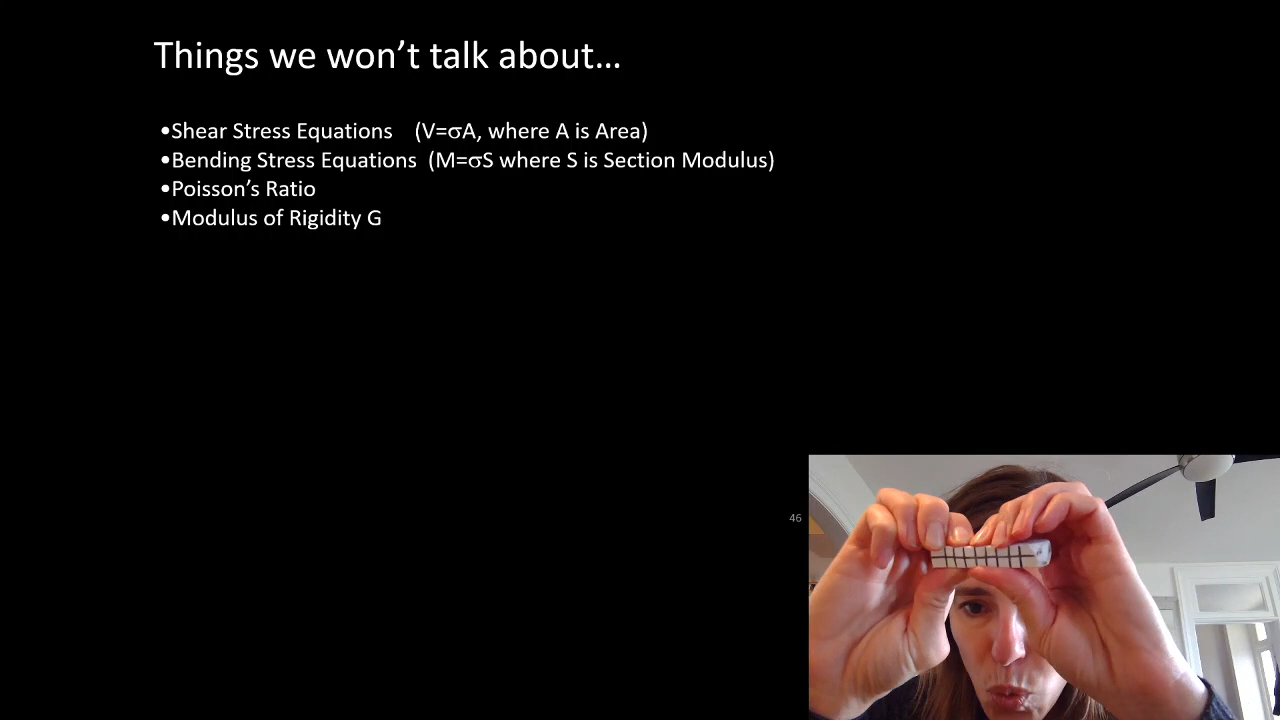 Things we won’t talk about…
•Shear Stress Equations (V=σA, where A is Area)
•Bending Stress Equations (M=σS where S is Section Modulus)
•Poisson’s Ratio
•Modulus of Rigidity G
46